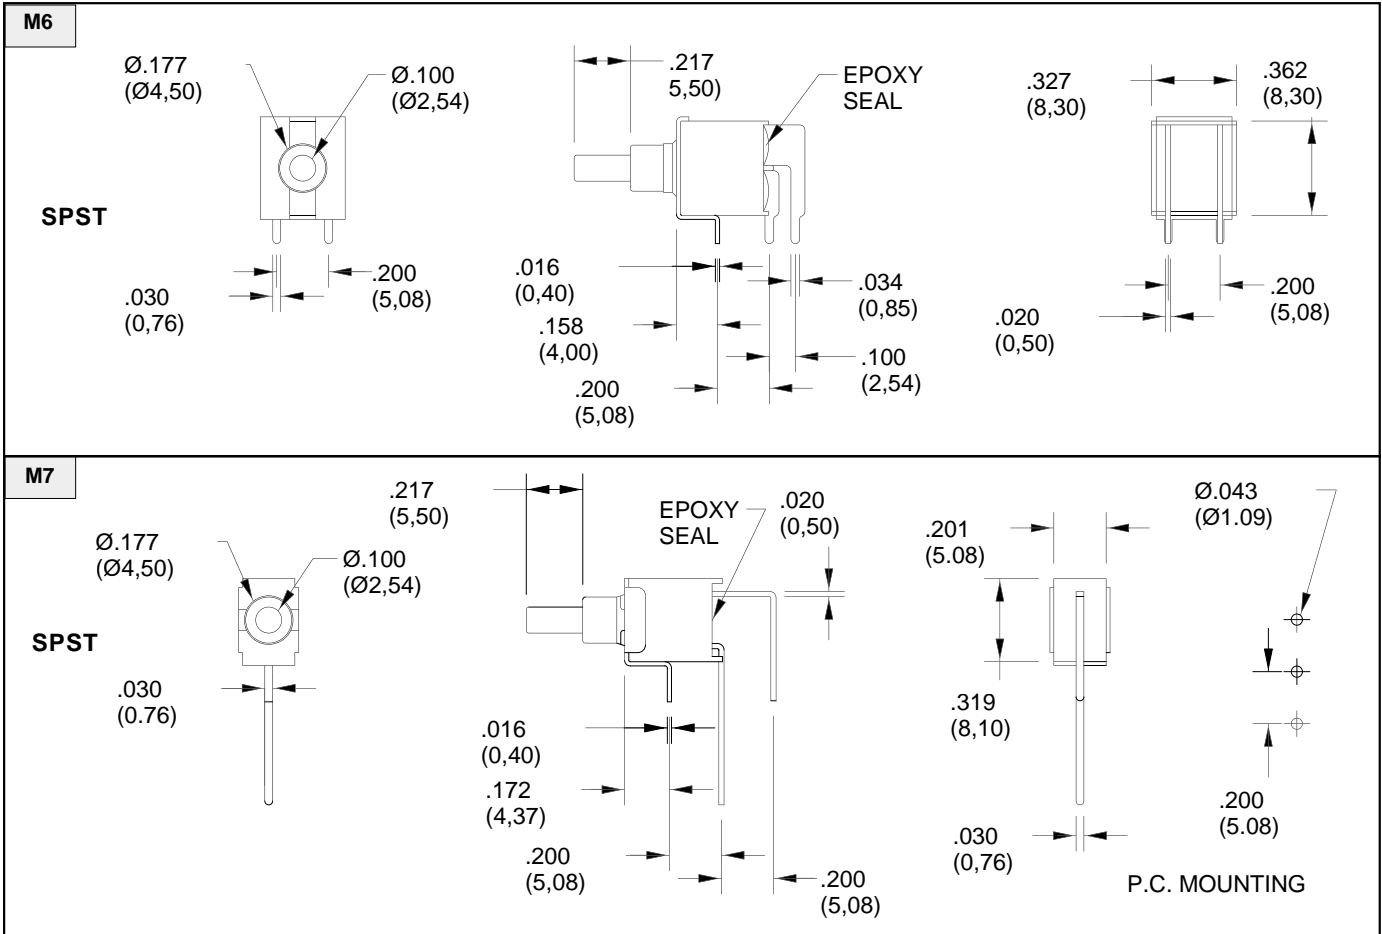 M6
Ø.177
(Ø4,50)
Ø.100
(Ø2,54)
SPST
.030
(0,76)
.200
(5,08)
.217
5,50)
EPOXY
SEAL
.016
(0,40)
.158
(4,00)
.200
(5,08)
.034
(0,85)
.100
(2,54)
.327
(8,30)
.362
(8,30)
.020
(0,50)
.200
(5,08)
M7
Ø.177
(Ø4,50)
Ø.100
(Ø2,54)
SPST
.030
(0.76)
.217
(5,50)
EPOXY
SEAL
.020
(0,50)
.016
(0,40)
.172
(4,37)
.200
(5,08)
.200
(5,08)
.201
(5.08)
.319
(8,10)
.030
(0,76)
Ø.043
(Ø1.09)
.200
(5.08)
P.C. MOUNTING